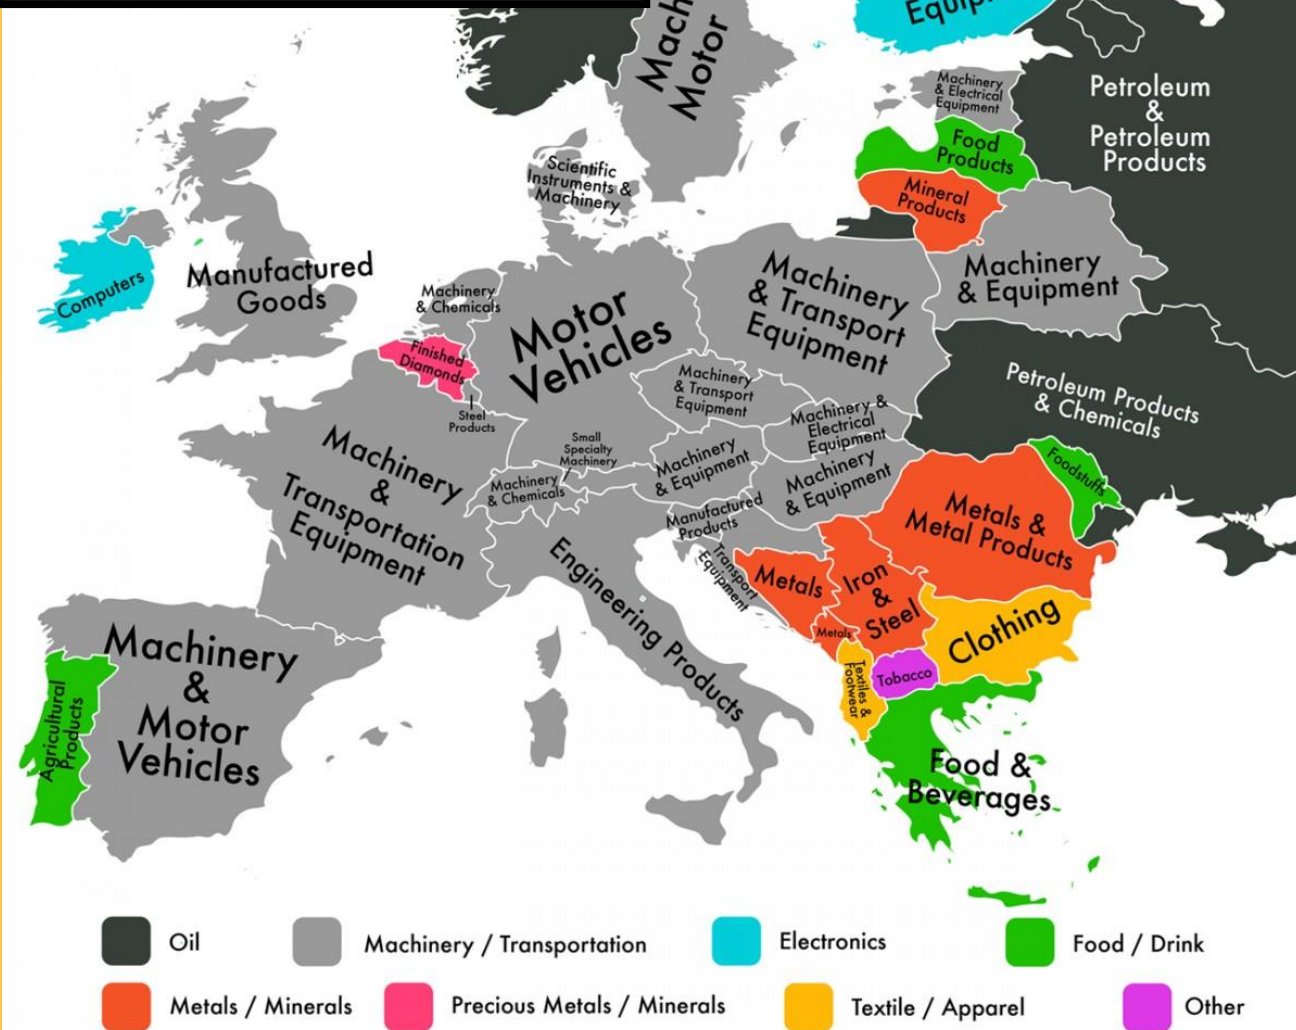 Mach
Motor
Equip
Machinery
& Electrical
Equipment
Petroleum
&
Petroleum
Products
Food
Products
Scientific
Instruments &
Machinery
Mineral
Products
Computers
Manufactured
Goods
Machinery
& Chemicals
Motor
Vehicles
Machinery
& Transport
Equipment
Machinery
& Equipment
Finished
Diamonds
Steel
Products
Machinery
& Transport
Equipment
Petroleum Products
& Chemicals
Machinery &
Electrical
Equipment
Machinery
&
Transportation
Equipment
Small
Specialty
Machinery
Machinery
& Chemicals
Machinery
& Equipment
Machinery
& Equipment
Foodstuffs
Manufactured
Products
Metals &
Metal Products
Transport
Equipment
Engineering Products
Metals
Iron
&
Steel
Metals
Clothing
Textiles &
Footwear
Tobacco
Machinery
&
Motor
Vehicles
Agricultural
Products
Food &
Beverages
Oil
Machinery / Transportation
Electronics
Food / Drink
Metals / Minerals
Precious Metals / Minerals
Textile / Apparel
Other